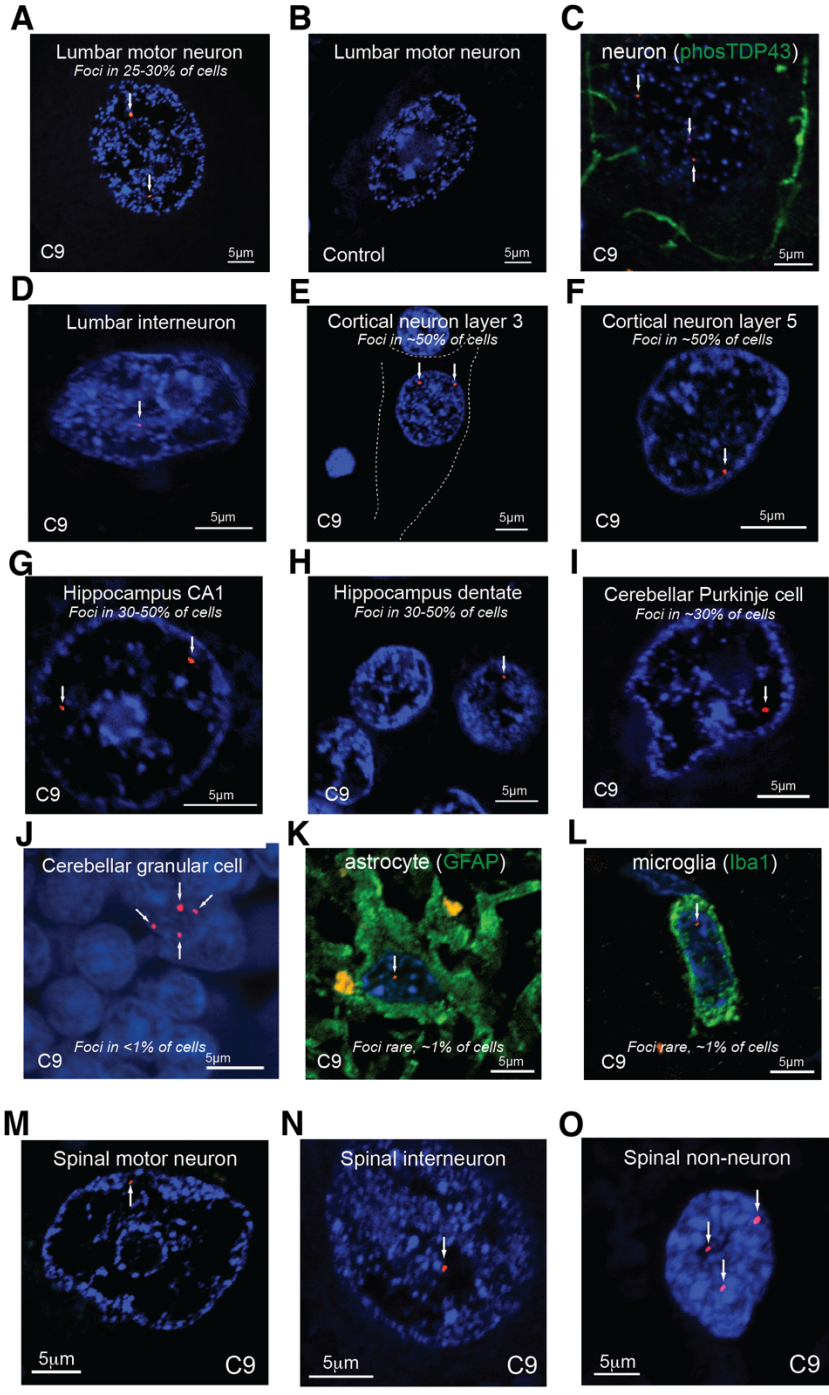 A
Lumbar motor neuron
Foci in 25-30% of cells
C9
5µm
B
Lumbar motor neuron
Control
5µm
C
neuron (phosTDP43)
C9
5µm
D
Lumbar interneuron
C9
5µm
E
Cortical neuron layer 3
Foci in ~50% of cells
C9
5µm
F
Cortical neuron layer 5
Foci in ~50% of cells
C9
5µm
G
Hippocampus CA1
Foci in 30-50% of cells
C9
5µm
H
Hippocampus dentate
Foci in 30-50% of cells
C9
5µm
I
Cerebellar Purkinje cell
Foci in ~30% of cells
C9
5µm
J
Cerebellar granular cell
Foci in <1% of cells
C9
5µm
K
astrocyte (GFAP)
Foci rare, ~1% of cells
C9
5µm
L
microglia (Iba1)
Foci rare, ~1% of cells
C9
5µm
M
Spinal motor neuron
5µm
C9
N
Spinal interneuron
5µm
C9
O
Spinal non-neuron
5µm
C9